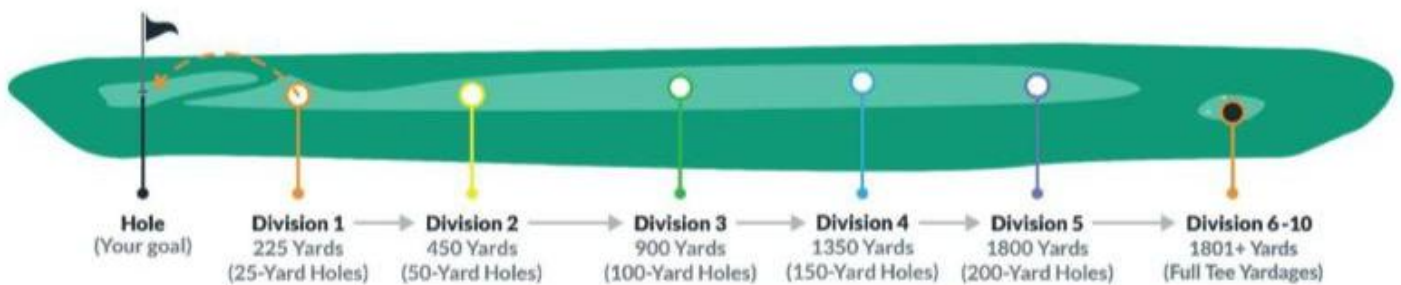 Hole
(Your goal)
Division 1
225 Yards
(25-Yard Holes)
Division 2
450 Yards
(50-Yard Holes)
Division 3
900 Yards
(100-Yard Holes)
Division 4
1350 Yards
(150-Yard Holes)
Division 5
1800 Yards
(200-Yard Holes)
Division 6-10
1801+ Yards
(Full Tee Yardages)